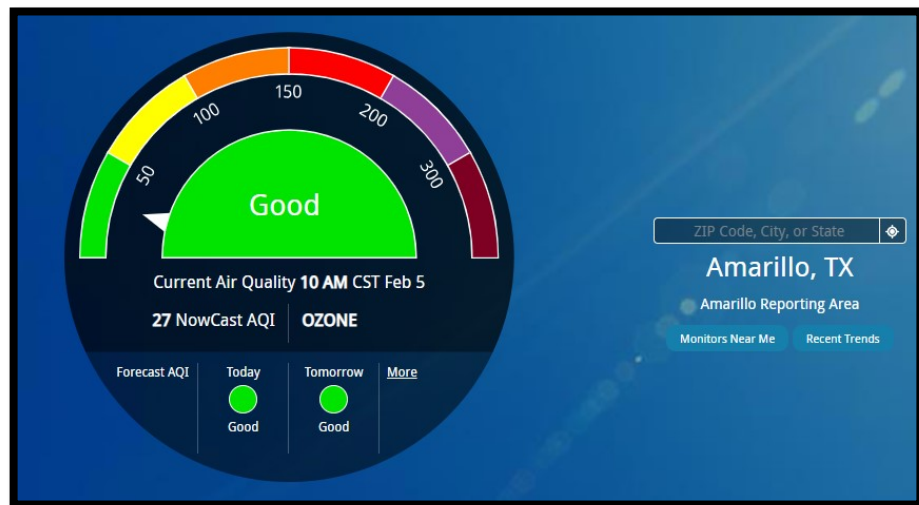 50
100
150
200
300
Good
Current Air Quality 10 AM CST Feb 5
27 NowCast AQI OZONE
Forecast AQI Today Tomorrow More
Good Good
ZIP Code, City, or State
Amarillo, TX
Amarillo Reporting Area
Monitors Near Me Recent Trends